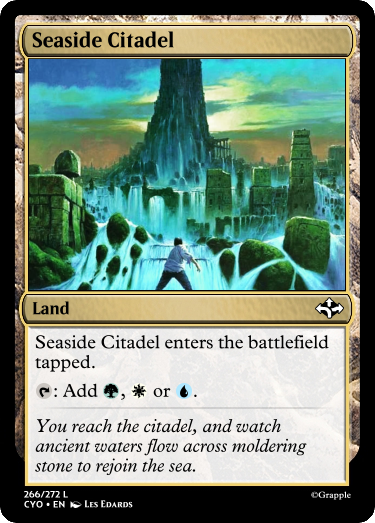 Seaside Citadel
Land
Seaside Citadel enters the battlefield
tapped.
: Add , or .
You reach the citadel, and watch
ancient waters flow across moldering
stone to rejoin the sea.
266/272 L
CYO • EN Les Edards
©Grapple